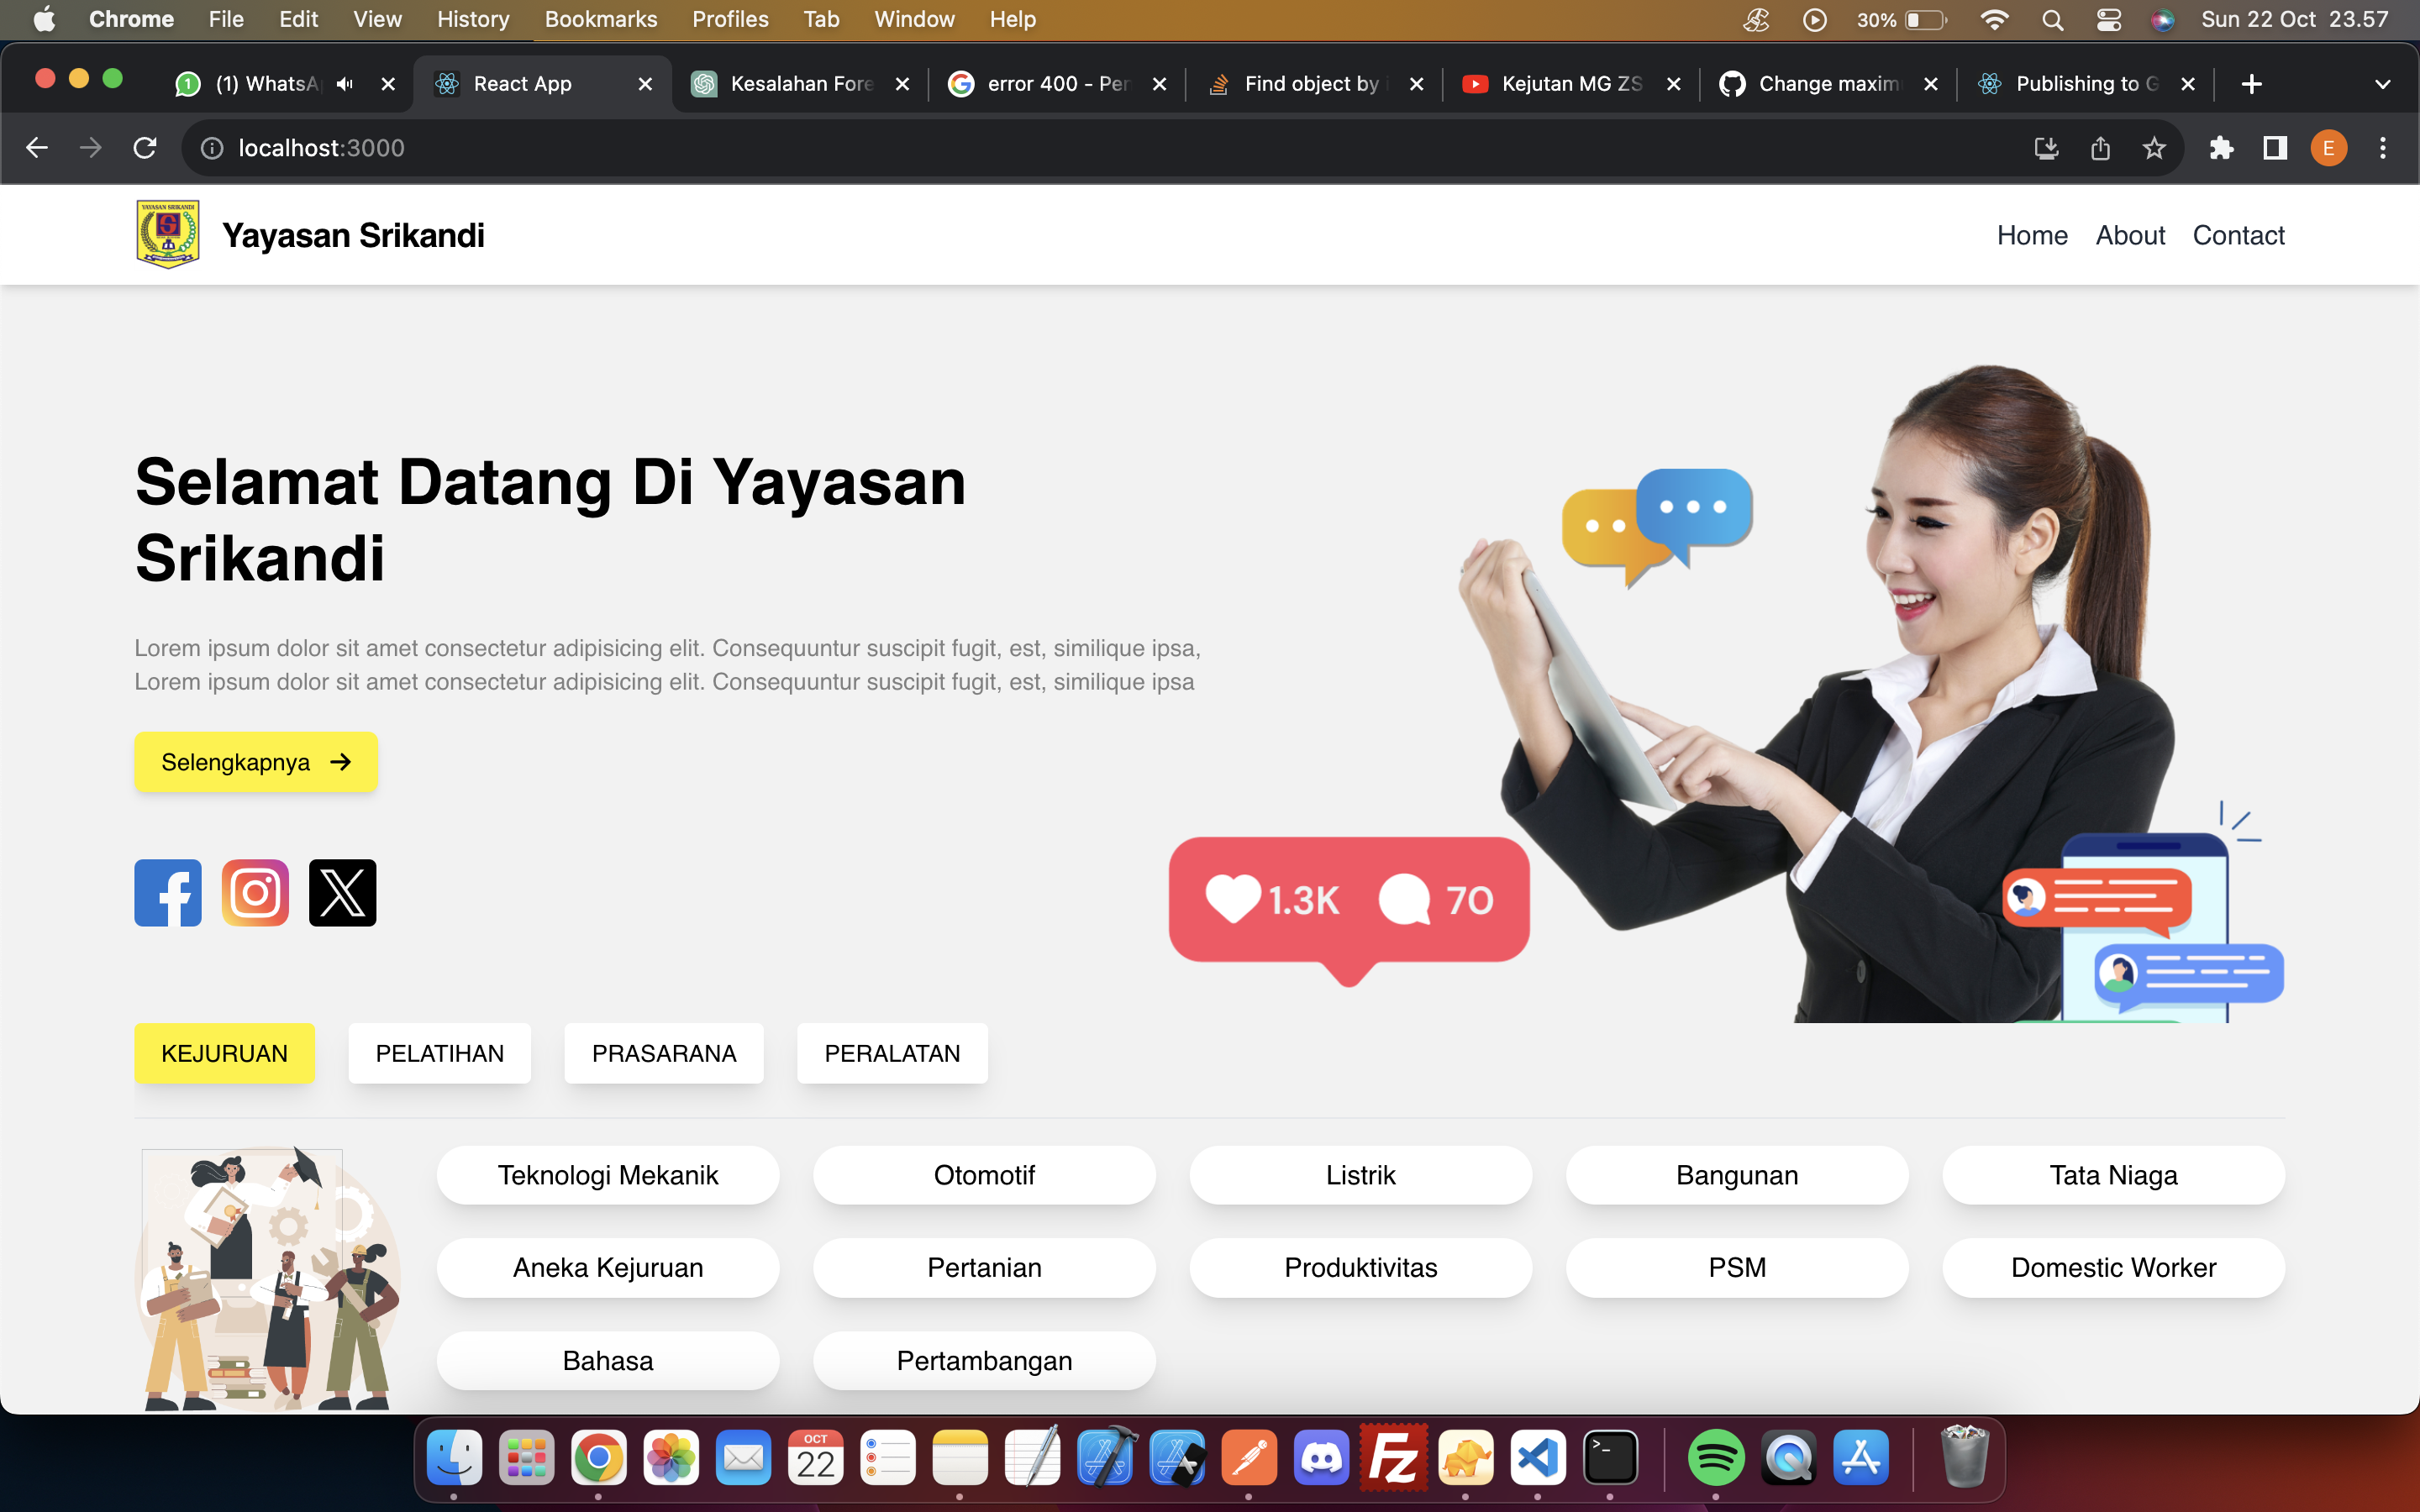 Chrome File Edit View History Bookmarks Profiles Tab Window Help 30% Sun 22 Oct 23.57
(1) WhatsA React App Kesalahan Fore error 400 - Per Find object by Kejutan MG ZS Change maxim Publishing to G
localhost:3000 E
YAYASAN SRIKANDI
Yayasan Srikandi Home About Contact
Selamat Datang Di Yayasan
Srikandi
Lorem ipsum dolor sit amet consectetur adipisicing elit. Consequuntur suscipit fugit, est, similique ipsa,
Lorem ipsum dolor sit amet consectetur adipisicing elit. Consequuntur suscipit fugit, est, similique ipsa
Selengkapnya
1.3K 70
KEJURUAN PELATIHAN PRASARANA PERALATAN
Teknologi Mekanik Otomotif Listrik Bangunan Tata Niaga
Aneka Kejuruan Pertanian Produktivitas PSM Domestic Worker
Bahasa Pertambangan
OCT
22
FZ